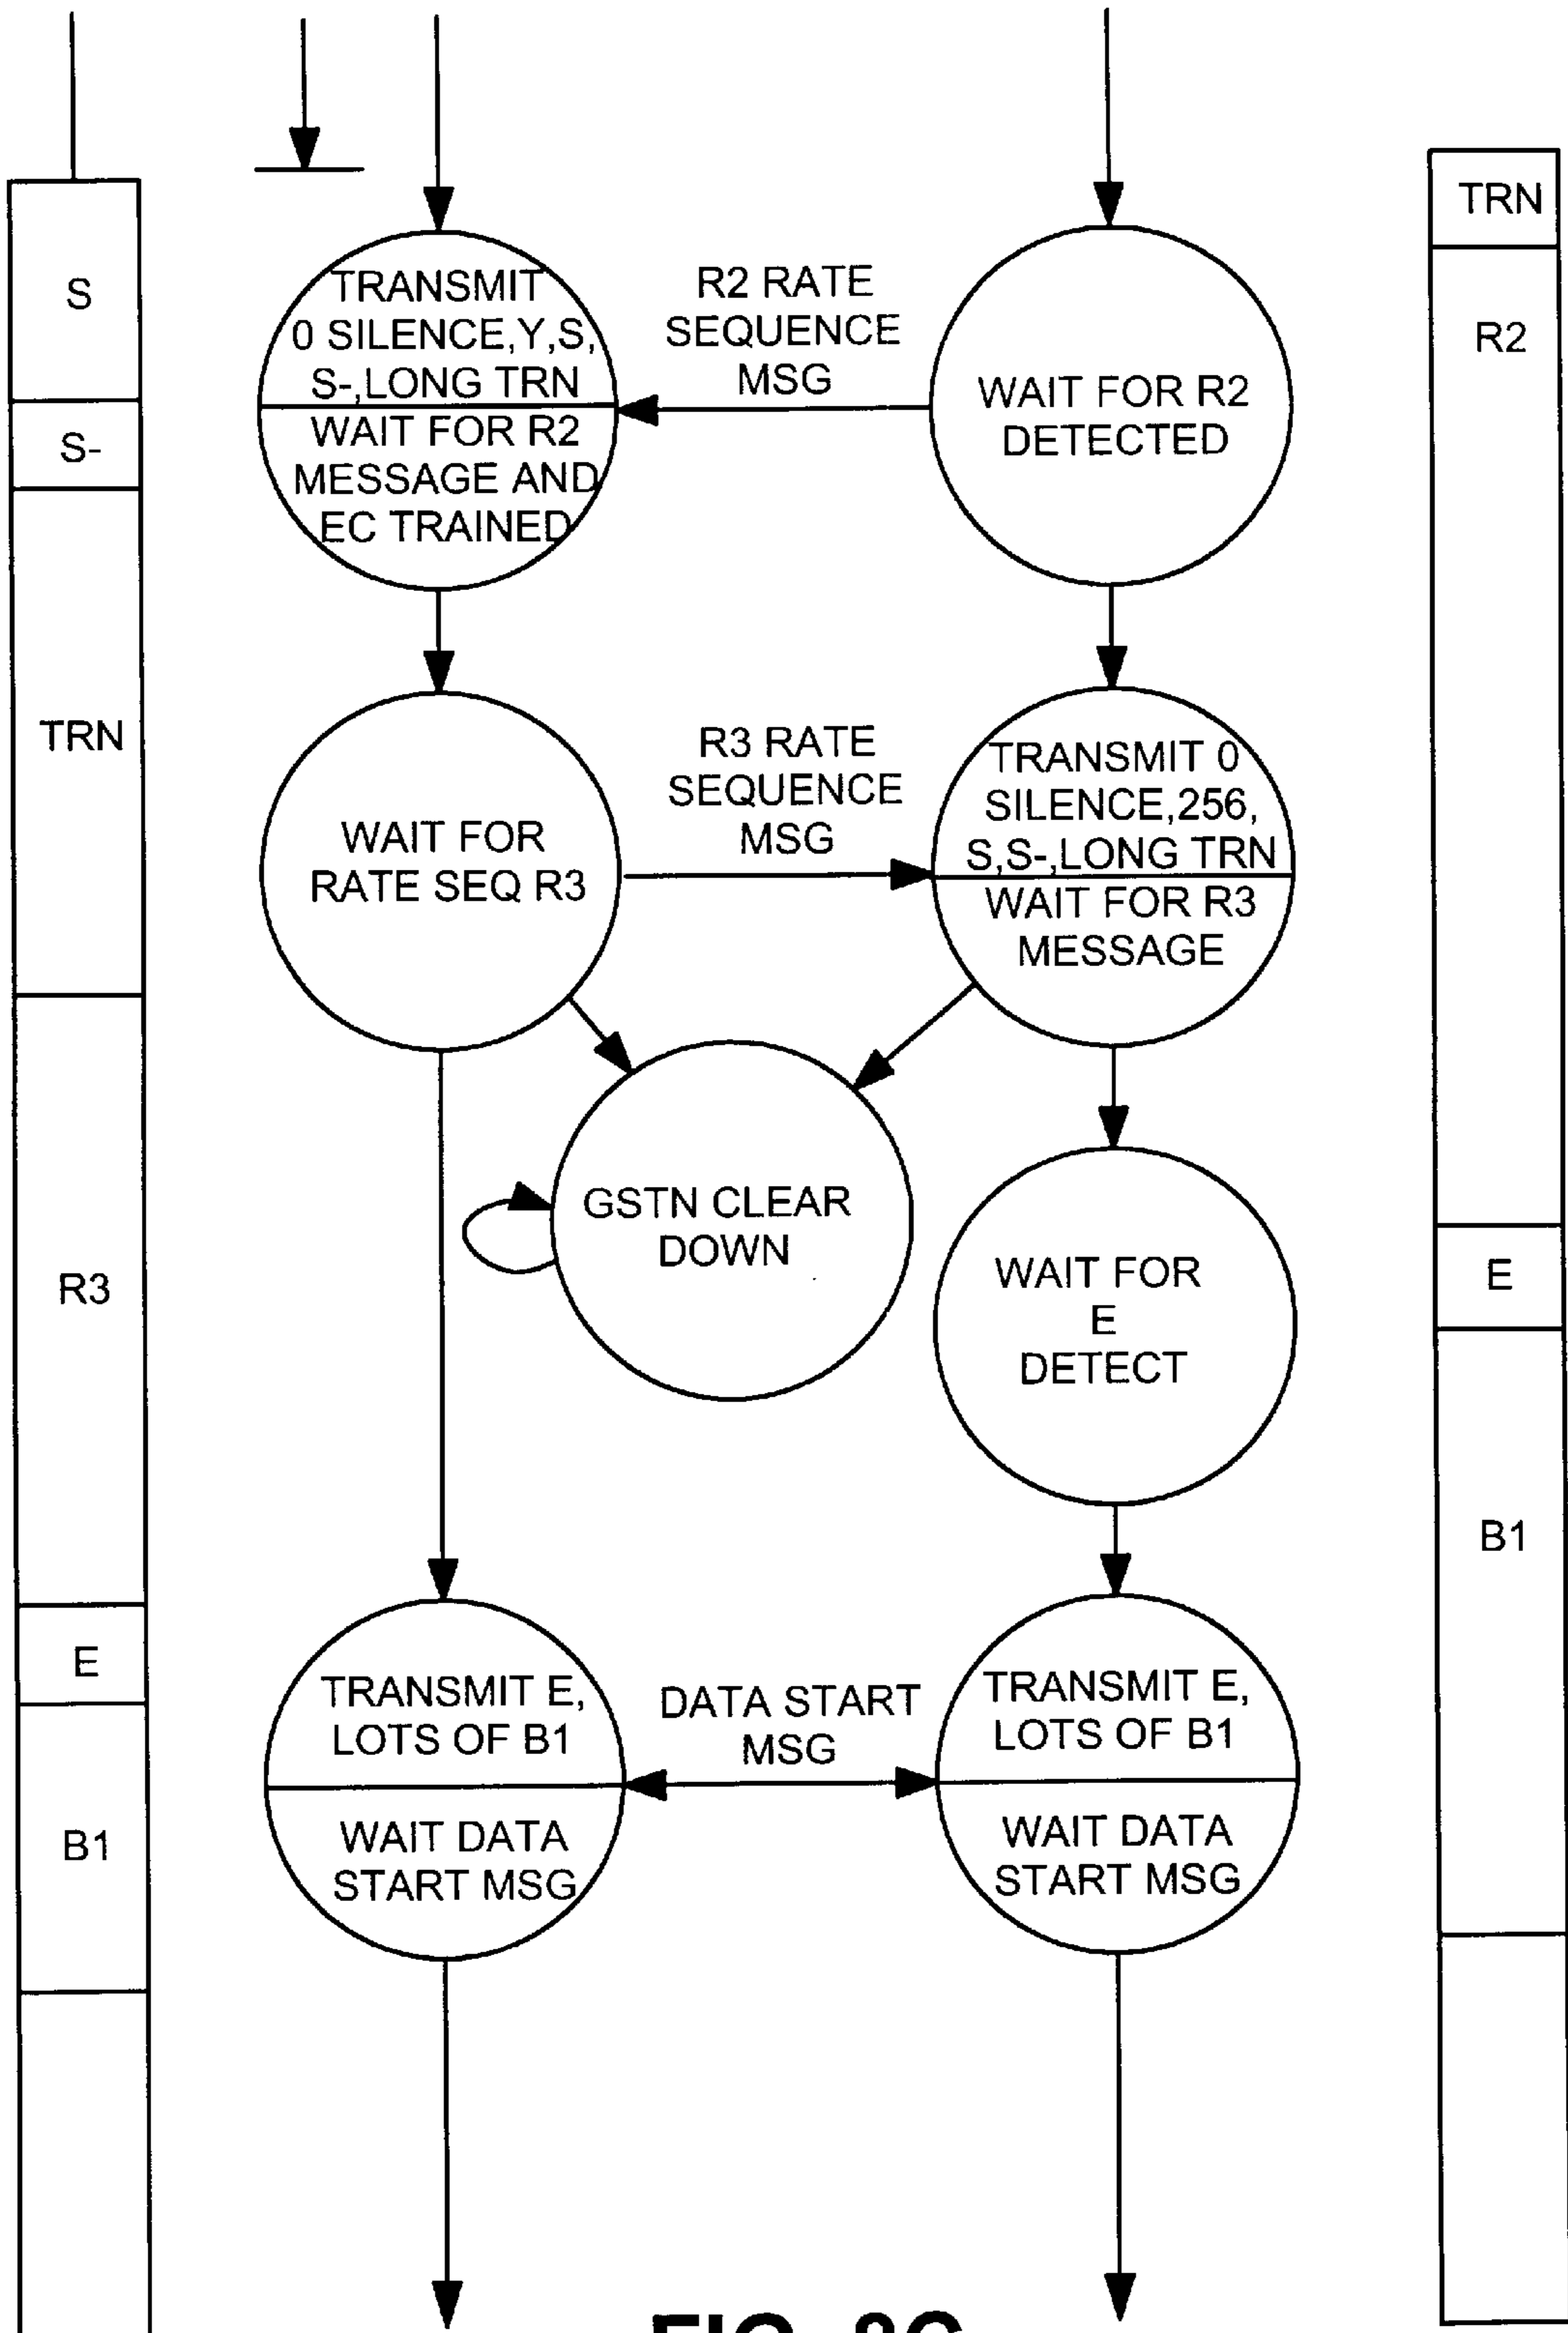 TRN
S
TRANSMIT
0 SILENCE,Y,S,
S-,LONG TRN
WAIT FOR R2
MESSAGE AND
EC TRAINED
R2 RATE
SEQUENCE
MSG
WAIT FOR R2
DETECTED
R2
S-
TRN
WAIT FOR
RATE SEQ R3
R3 RATE
SEQUENCE
MSG
TRANSMIT 0
SILENCE,256,
S,S-,LONG TRN
WAIT FOR R3
MESSAGE
GSTN CLEAR
DOWN
R3
WAIT FOR
E
DETECT
E
B1
E
TRANSMIT E,
LOTS OF B1
WAIT DATA
START MSG
DATA START
MSG
TRANSMIT E,
LOTS OF B1
WAIT DATA
START MSG
B1